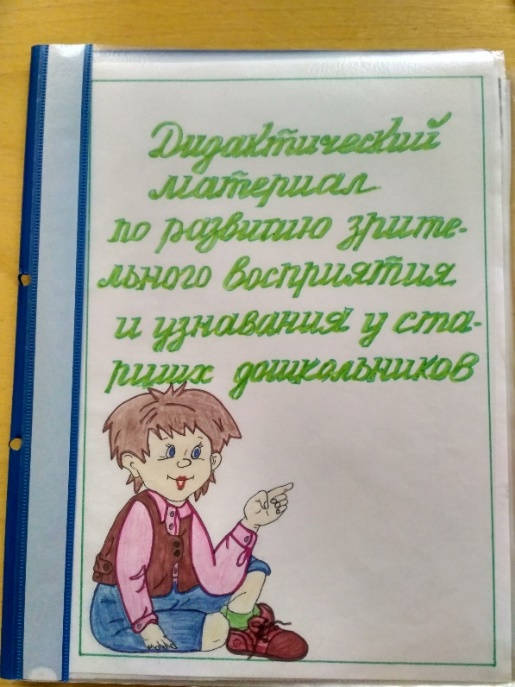 Дидактический
материал
по развитию зрите-
льного восприятия
и узнавания у ста-
рших дошкольников